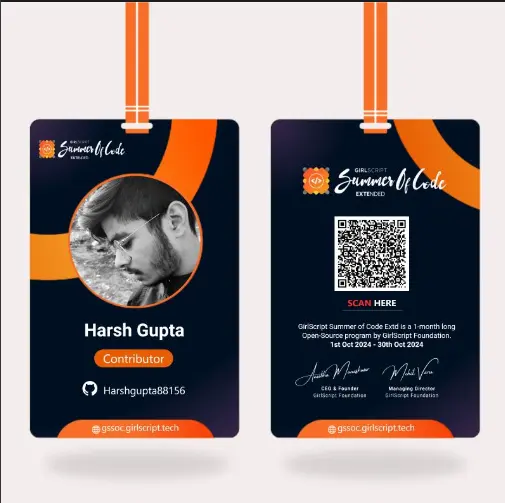 GIRLSCRIPT
Summer Of Code
EXTENDED
Harsh Gupta
Contributor
Harshgupta88156
gssoc.girlscript.tech
GIRLSCRIPT
Summer Of Code
EXTENDED
SCAN HERE
GirlScript Summer of Code Extd is a 1-month long
Open-Source program by GirlScript Foundation.
1st Oct 2024 - 30th Oct 2024
CEO & Founder
GirlScript Foundation
Managing Director
GirlScript Foundation
gssoc.girlscript.tech